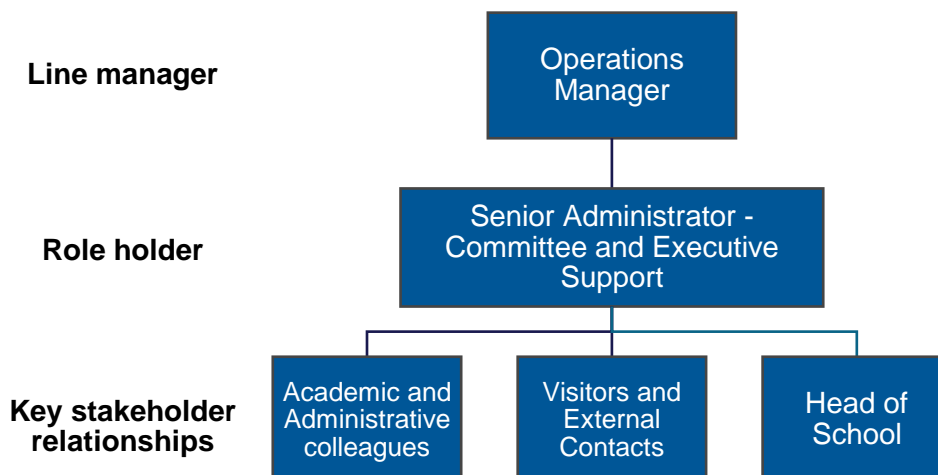 Line manager
Operations
Manager
Role holder
Senior Administrator -
Committee and Executive
Support
Key stakeholder
relationships
Academic and
Administrative
colleagues
Visitors and
External
Contacts
Head of
School